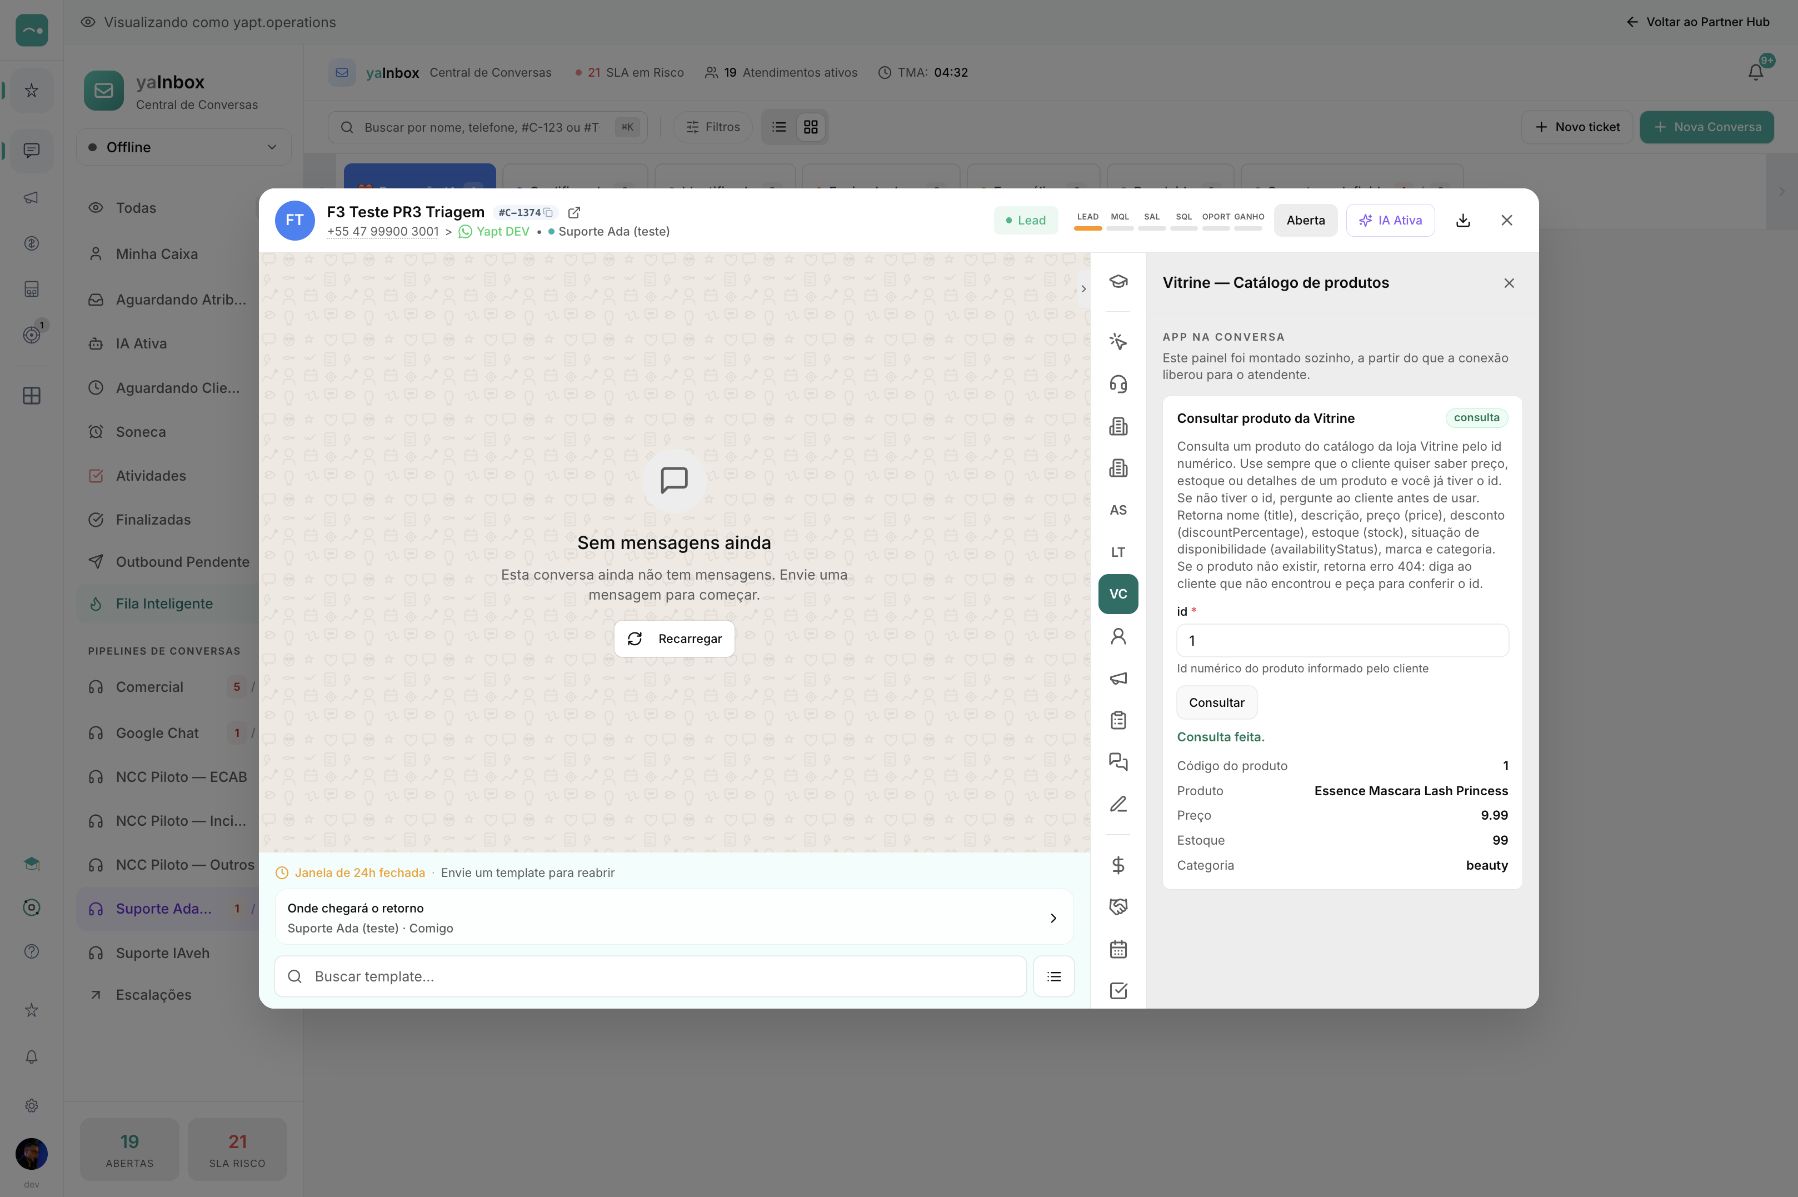 Visualizando como yapt.operations
Voltar ao Partner Hub
yaInbox
Central de Conversas
Offline
Todas
Minha Caixa
Aguardando Atrib...
IA Ativa
Aguardando Clie...
Soneca
Atividades
Finalizadas
Outbound Pendente
Fila Inteligente
PIPELINES DE CONVERSAS
Comercial 5 /
Google Chat 1 /
NCC Piloto — ECAB
NCC Piloto — Inci...
NCC Piloto — Outros
Suporte Ada... 1 /
Suporte IAveh
Escalações
19
ABERTAS
21
SLA RISCO
1
dev
yaInbox Central de Conversas 21 SLA em Risco 19 Atendimentos ativos TMA: 04:32
9+
Buscar por nome, telefone, #C-123 ou #T ⌘K
Filtros
Novo ticket
Nova Conversa
FT
F3 Teste PR3 Triagem #C-1374
+55 47 99900 3001 > Yapt DEV • Suporte Ada (teste)
Lead
LEAD MQL SAL SQL OPORT GANHO
Aberta
IA Ativa
Sem mensagens ainda
Esta conversa ainda não tem mensagens. Envie uma
mensagem para começar.
Recarregar
Janela de 24h fechada · Envie um template para reabrir
Onde chegará o retorno
Suporte Ada (teste) · Comigo
Buscar template...
AS
LT
VC
Vitrine — Catálogo de produtos
APP NA CONVERSA
Este painel foi montado sozinho, a partir do que a conexão
liberou para o atendente.
Consultar produto da Vitrine consulta
Consulta um produto do catálogo da loja Vitrine pelo id
numérico. Use sempre que o cliente quiser saber preço,
estoque ou detalhes de um produto e você já tiver o id.
Se não tiver o id, pergunte ao cliente antes de usar.
Retorna nome (title), descrição, preço (price), desconto
(discountPercentage), estoque (stock), situação de
disponibilidade (availabilityStatus), marca e categoria.
Se o produto não existir, retorna erro 404: diga ao
cliente que não encontrou e peça para conferir o id.
id *
1
Id numérico do produto informado pelo cliente
Consultar
Consulta feita.
Código do produto 1
Produto Essence Mascara Lash Princess
Preço 9.99
Estoque 99
Categoria beauty